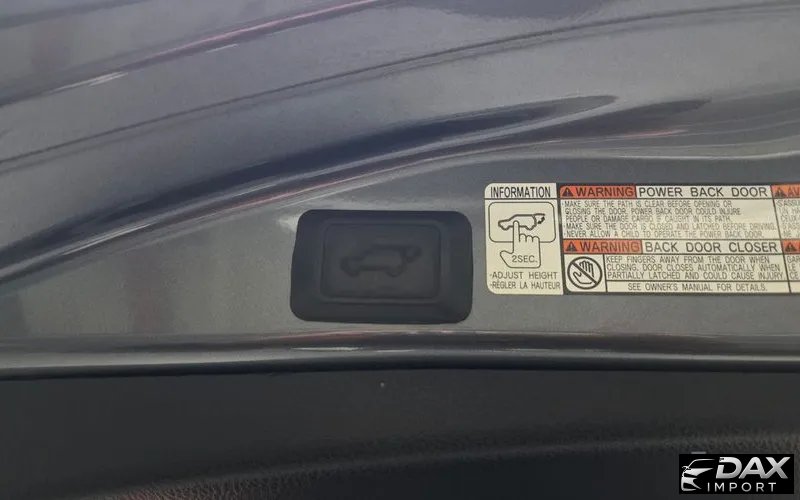 INFORMATION
2SEC.
·ADJUST HEIGHT
·RÉGLER LA HAUTEUR
WARNING POWER BACK DOOR
·MAKE SURE THE PATH IS CLEAR BEFORE OPENING OR
CLOSING THE DOOR. POWER BACK DOOR COULD INJURE
PEOPLE OR DAMAGE CARGO IF CAUGHT IN ITS PATH.
·MAKE SURE THE DOOR IS CLOSED AND LATCHED BEFORE DRIVING.
·NEVER ALLOW A CHILD TO OPERATE THE POWER BACK DOOR.
WARNING BACK DOOR CLOSER
KEEP FINGERS AWAY FROM THE DOOR WHEN
CLOSING. DOOR CLOSES AUTOMATICALLY WHEN
PARTIALLY LATCHED AND COULD CAUSE INJURY
SEE OWNER'S MANUAL FOR DETAILS.
DAX
IMPORT